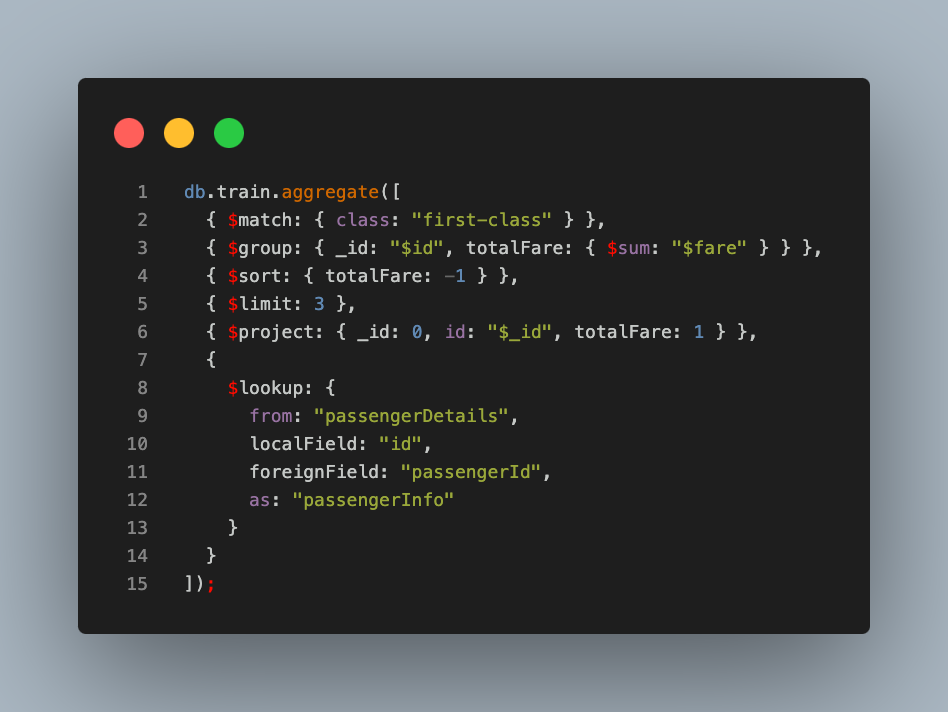 1 db.train.aggregate([
2   { $match: { class: "first-class" } },
3   { $group: { _id: "$id", totalFare: { $sum: "$fare" } } },
4   { $sort: { totalFare: -1 } },
5   { $limit: 3 },
6   { $project: { _id: 0, id: "$_id", totalFare: 1 } },
7   {
8     $lookup: {
9       from: "passengerDetails",
10       localField: "id",
11       foreignField: "passengerId",
12       as: "passengerInfo"
13     }
14   }
15 ]);